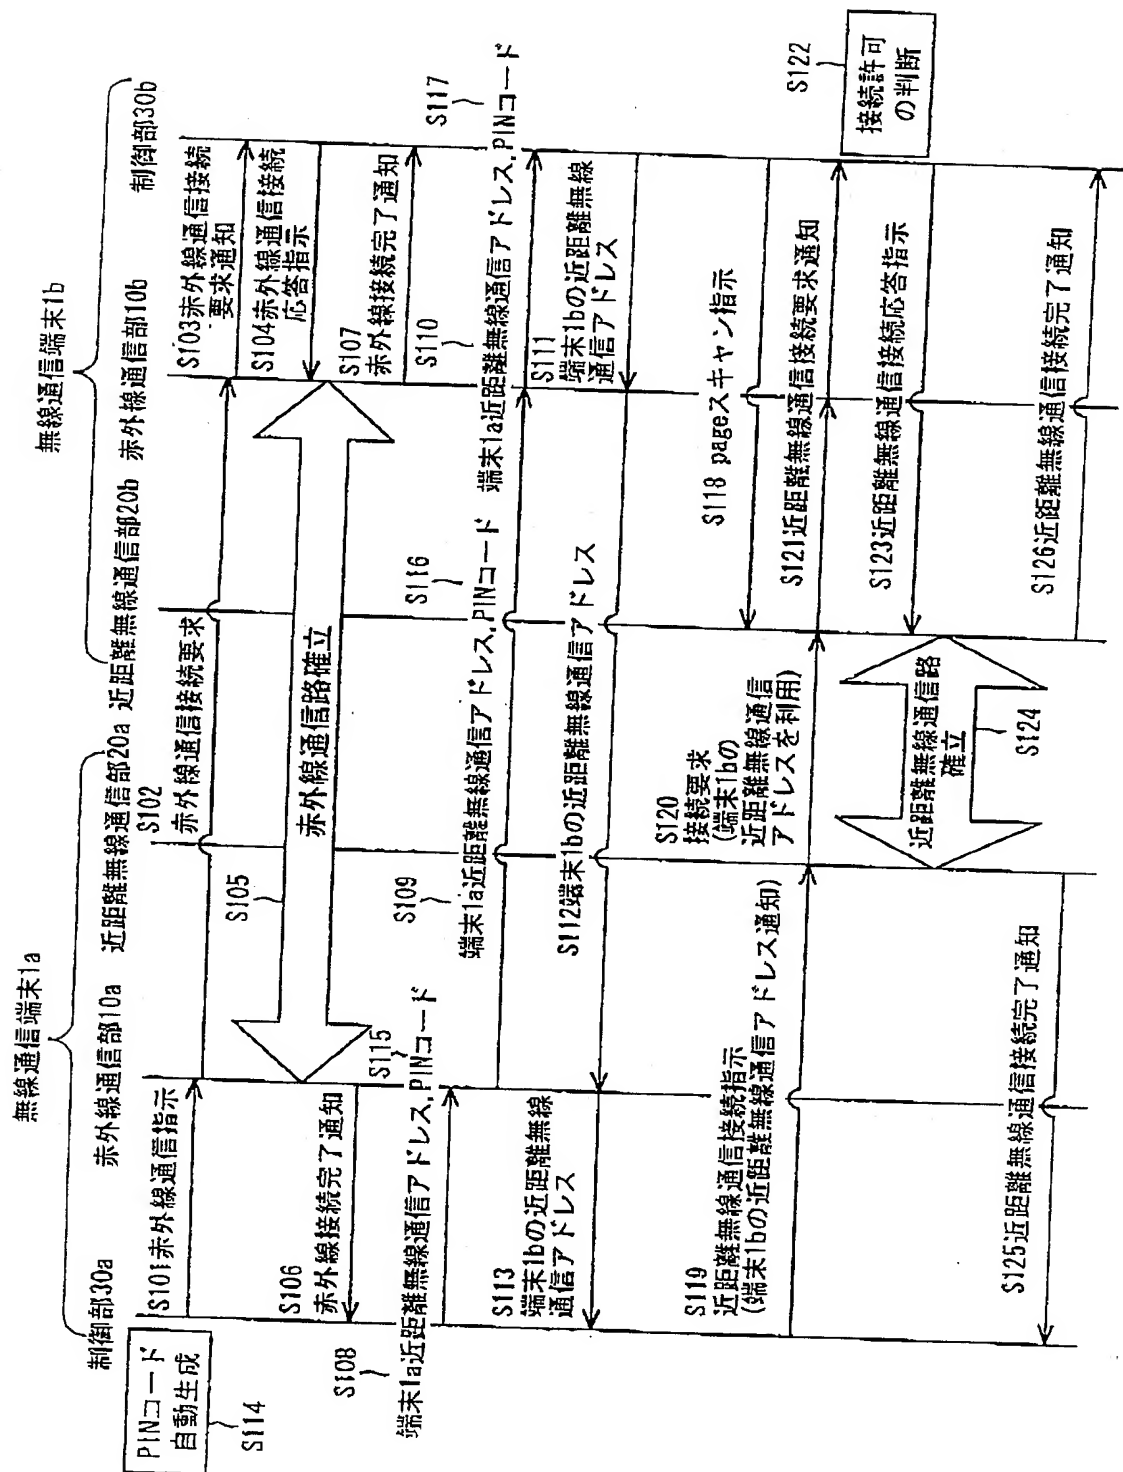 無線通信端末1a
無線通信端末1b
制御部30a
赤外線通信部10a
近距離無線通信部20a
近距離無線通信部20b
赤外線通信部10b
制御部30b
PINコード
自動生成
S114
S101赤外線通信指示
S102
赤外線通信接続要求
S103赤外線通信接続
要求通知
S104赤外線通信接続
応答指示
S105
赤外線通信路確立
S106
赤外線接続完了通知
S107
赤外線接続完了通知
S108
S115
端末1a近距離無線通信アドレス,PINコード
S109
S116
端末1a近距離無線通信アドレス,PINコード
S110
S117
端末1a近距離無線通信アドレス,PINコード
S111
端末1bの近距離無線
通信アドレス
S112端末1bの近距離無線通信アドレス
S113
端末1bの近距離無線
通信アドレス
S118 pageスキャン指示
S119
近距離無線通信接続指示
(端末1bの近距離無線通信アドレス通知)
S120
接続要求
(端末1bの
近距離無線通信
アドレスを利用)
S121近距離無線通信接続要求通知
S122
接続許可
の判断
S123近距離無線通信接続応答指示
近距離無線通信路
確立
S124
S125近距離無線通信接続完了通知
S126近距離無線通信接続完了通知